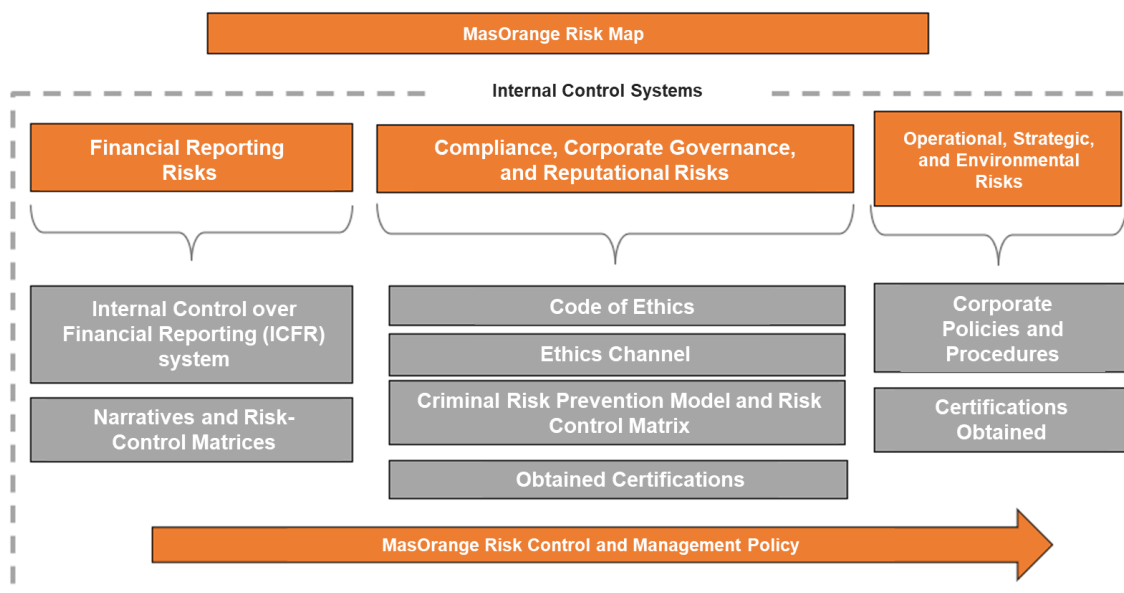 MasOrange Risk Map
Internal Control Systems
Financial Reporting
Risks
Compliance, Corporate Governance,
and Reputational Risks
Operational, Strategic,
and Environmental
Risks
Internal Control over
Financial Reporting (ICFR)
system
Narratives and Risk-
Control Matrices
Code of Ethics
Ethics Channel
Criminal Risk Prevention Model and Risk
Control Matrix
Obtained Certifications
Corporate
Policies and
Procedures
Certifications
Obtained
MasOrange Risk Control and Management Policy